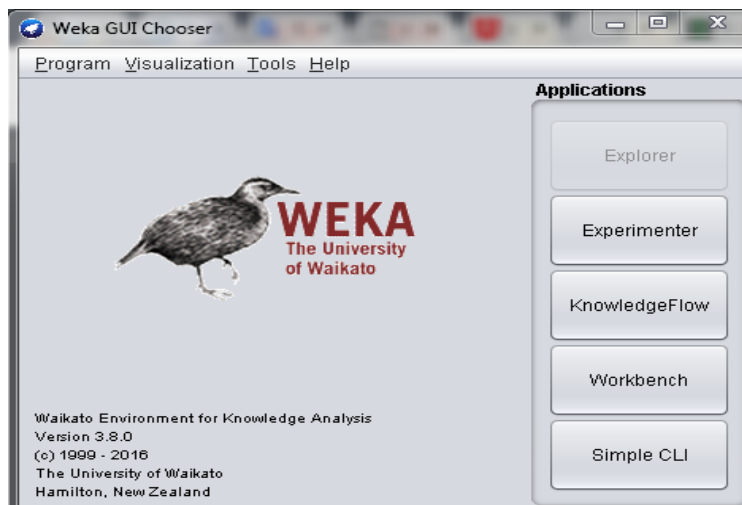 Weka GUI Chooser
Program Visualization Tools Help
Applications
Explorer
Experimenter
KnowledgeFlow
Workbench
Simple CLI
WEKA
The University
of Waikato
Waikato Environment for Knowledge Analysis
Version 3.8.0
(c) 1999 - 2016
The University of Waikato
Hamilton, New Zealand